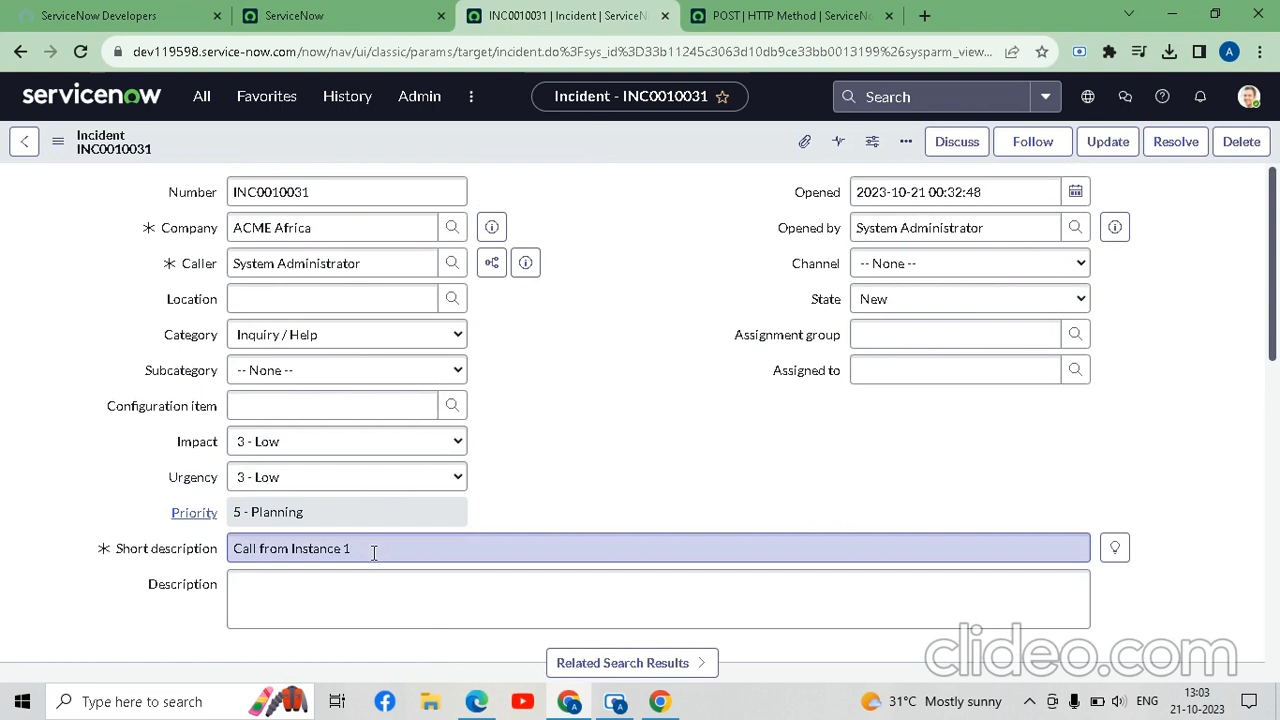 ServiceNow Developers
ServiceNow
INC0010031 | Incident | ServiceN
POST | HTTP Method | ServiceNo
dev119598.service-now.com/now/nav/ui/classic/params/target/incident.do%3Fsys_id%3D33b11245c3063d10db9ce33bb0013199%26sysparm_view...
servicenow
All
Favorites
History
Admin
Incident - INC0010031
Search
Incident
INC0010031
Discuss
Follow
Update
Resolve
Delete
Number INC0010031
Opened 2023-10-21 00:32:48
Company ACME Africa
Opened by System Administrator
Caller System Administrator
Channel -- None --
Location
State New
Category Inquiry / Help
Assignment group
Subcategory -- None --
Assigned to
Configuration item
Impact 3 - Low
Urgency 3 - Low
Priority 5 - Planning
Short description Call from Instance 1
Description
Related Search Results
clideo.com
Type here to search
31°C Mostly sunny
ENG
13:03
21-10-2023